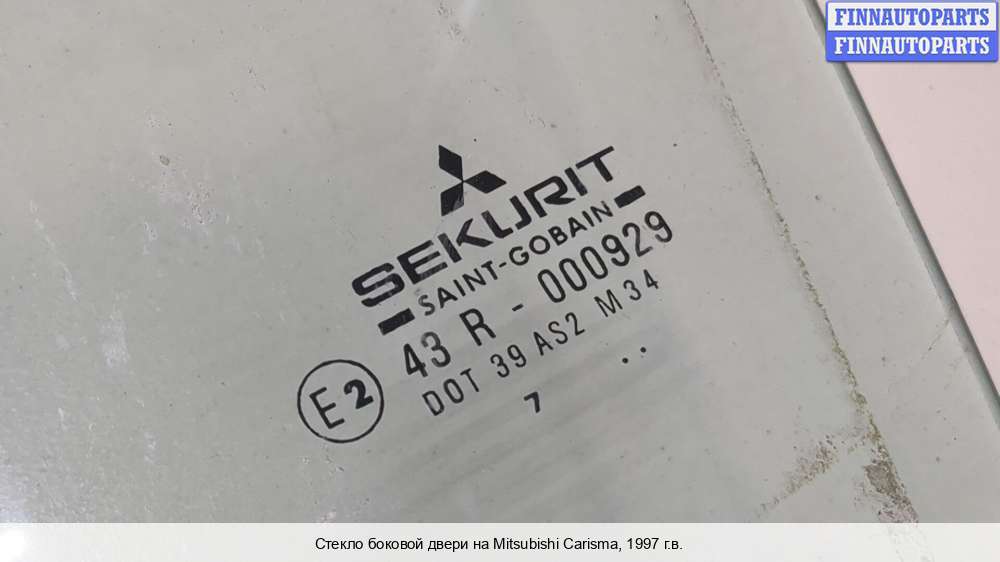 FINNAUTOPARTS
FINNAUTOPARTS
SEKURIT
SAINT-GOBAIN
43 R - 000929
E2
DOT 39 AS2 M34
7 ..
Стекло боковой двери на Mitsubishi Carisma, 1997 г.в.